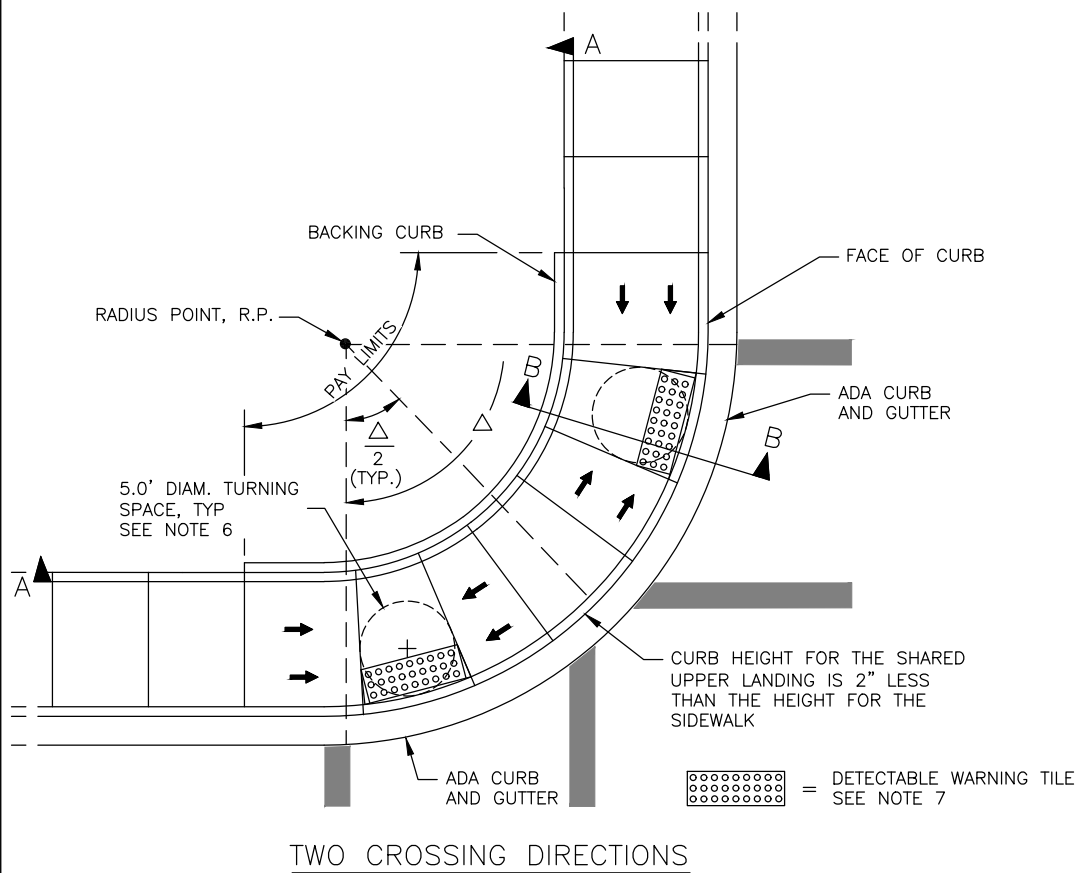 A
BACKING CURB
FACE OF CURB
RADIUS POINT, R.P.
PAY LIMITS
B
△
2
(TYP.)
△
ADA CURB
AND GUTTER
B
5.0' DIAM. TURNING
SPACE, TYP
SEE NOTE 6
A
CURB HEIGHT FOR THE SHARED
UPPER LANDING IS 2" LESS
THAN THE HEIGHT FOR THE
SIDEWALK
ADA CURB
AND GUTTER
= DETECTABLE WARNING TILE
SEE NOTE 7
TWO CROSSING DIRECTIONS